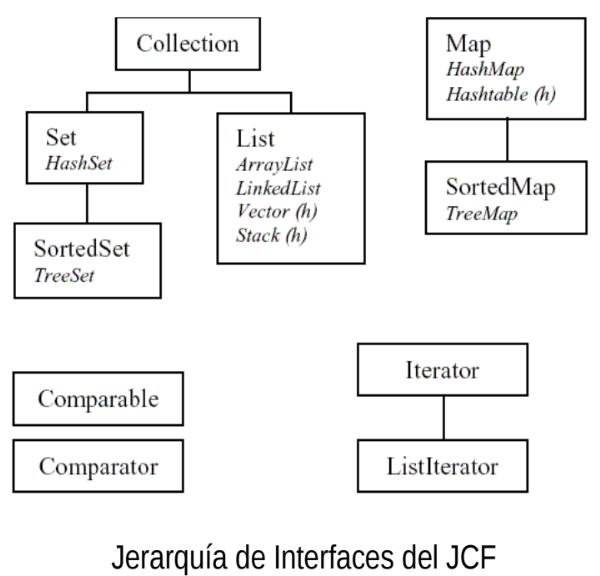 Collection
Set
HashSet
SortedSet
TreeSet
List
ArrayList
LinkedList
Vector (h)
Stack (h)
Map
HashMap
Hashtable (h)
SortedMap
TreeMap
Comparable
Comparator
Iterator
ListIterator
Jerarquía de Interfaces del JCF